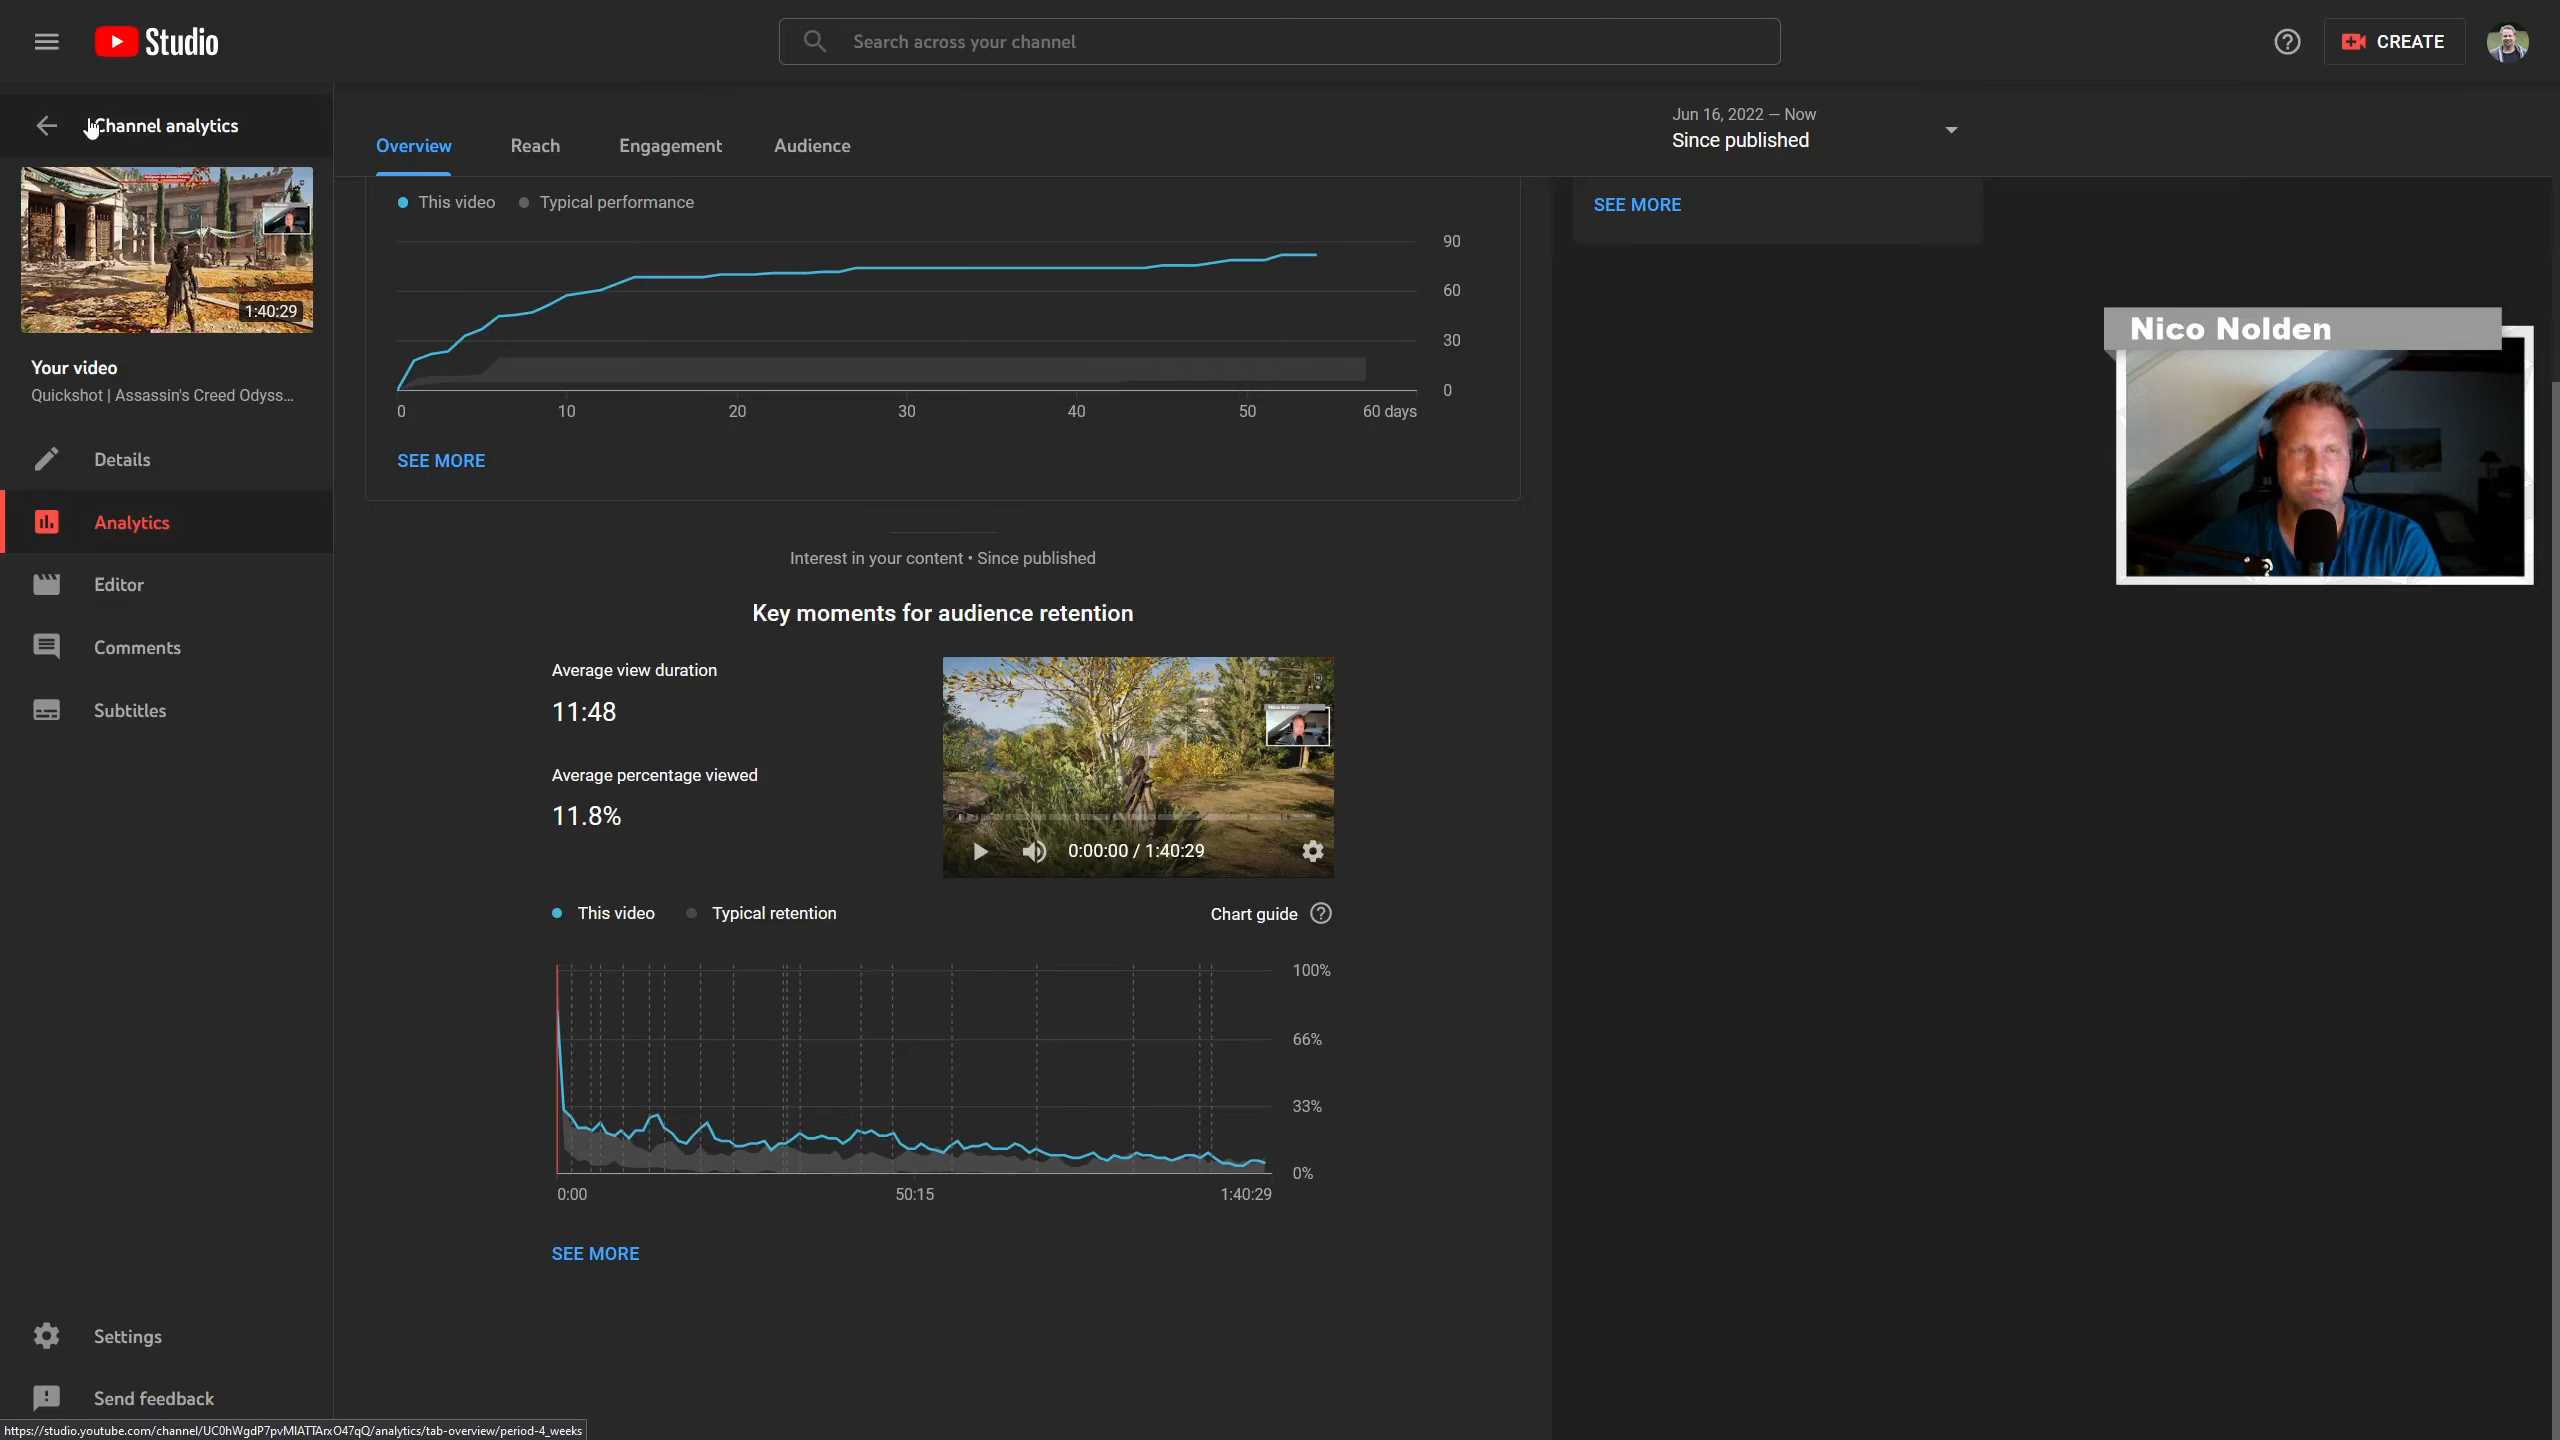 Studio
Search across your channel
CREATE
Channel analytics
Overview
Reach
Engagement
Audience
Jun 16, 2022 – Now
Since published
1:40:29
Your video
Quickshot | Assassin's Creed Odyss...
Details
Analytics
Editor
Comments
Subtitles
Settings
Send feedback
This video
Typical performance
90
60
30
0
0
10
20
30
40
50
60 days
SEE MORE
SEE MORE
Nico Nolden
Interest in your content • Since published
Key moments for audience retention
Average view duration
11:48
Average percentage viewed
11.8%
0:00:00 / 1:40:29
This video
Typical retention
Chart guide
100%
66%
33%
0%
0:00
50:15
1:40:29
SEE MORE
https://studio.youtube.com/channel/UC0hWgdP7pvMIATTArxO47qQ/analytics/tab-overview/period-4_weeks